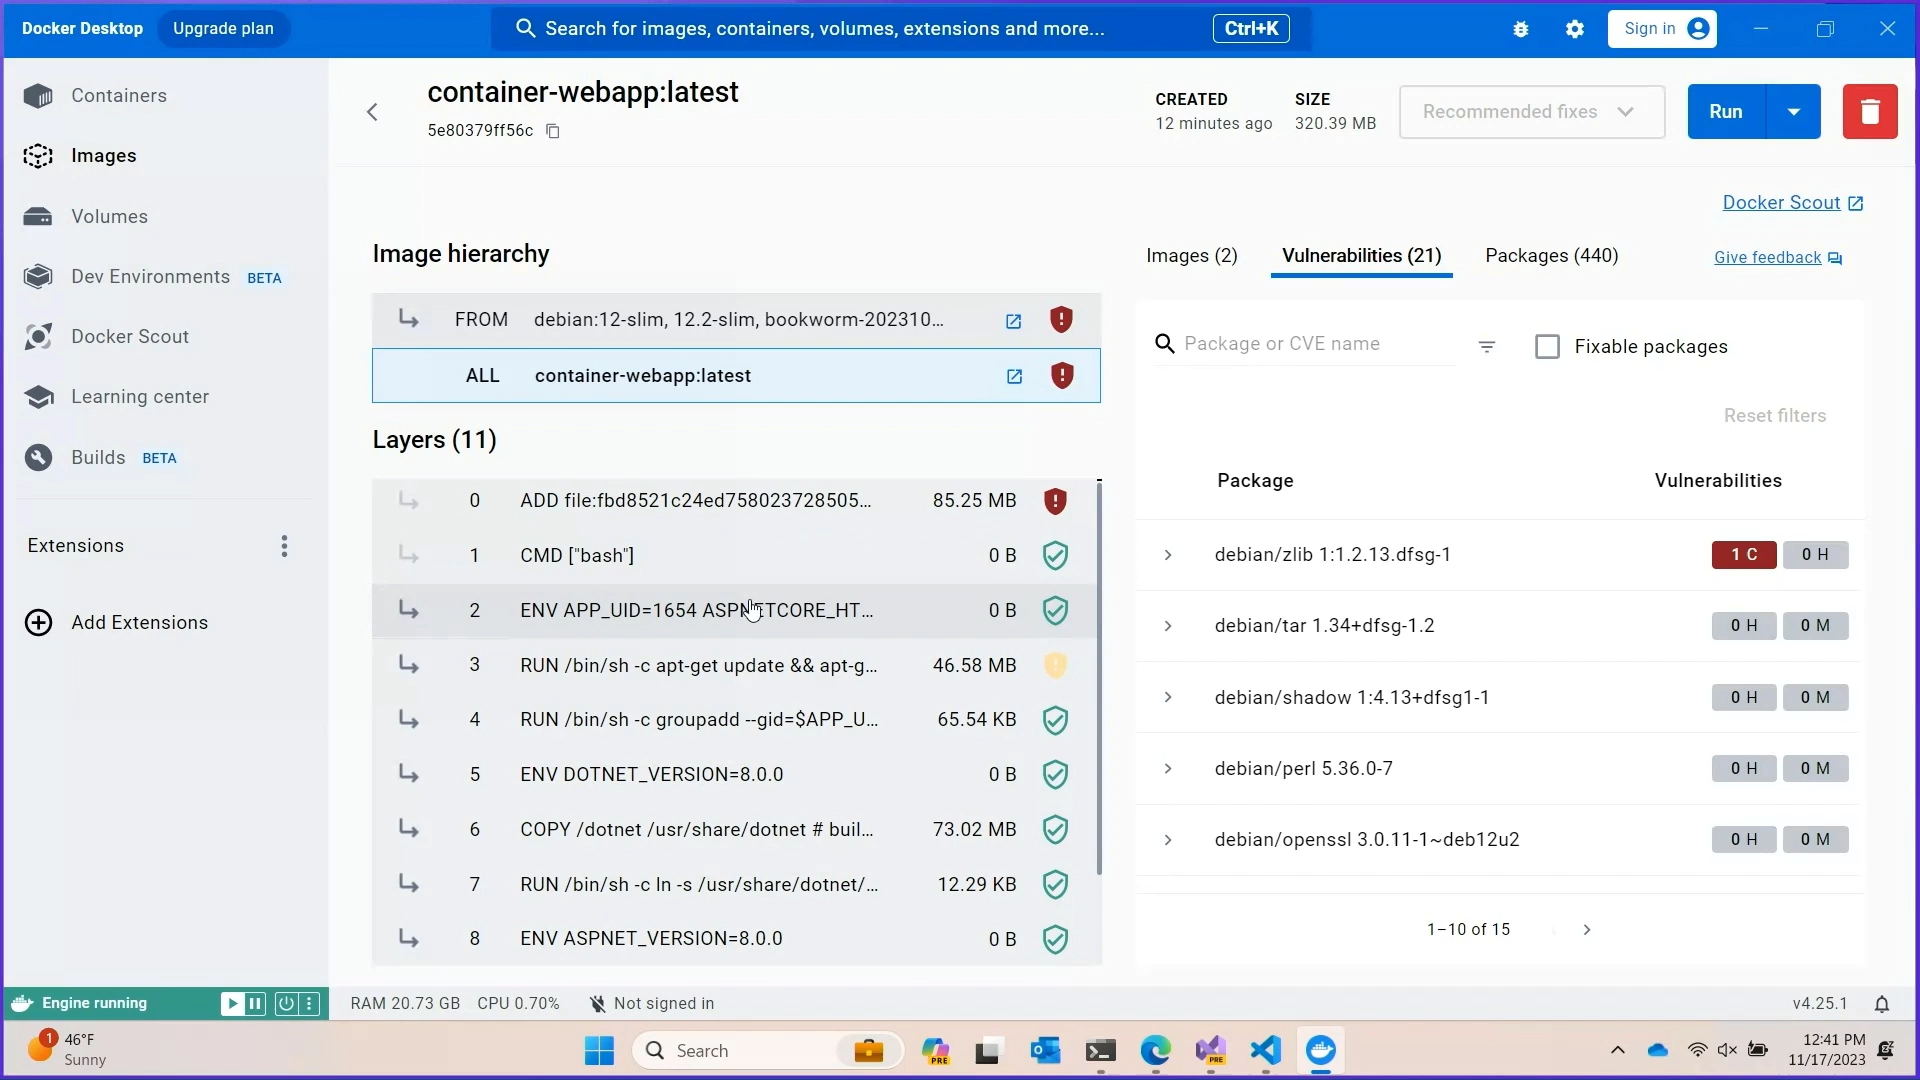 Docker Desktop
Upgrade plan
Search for images, containers, volumes, extensions and more...
Ctrl+K
Sign in
Containers
Images
Volumes
Dev Environments BETA
Docker Scout
Learning center
Builds BETA
Extensions
Add Extensions
container-webapp:latest
5e80379ff56c
CREATED
12 minutes ago
SIZE
320.39 MB
Recommended fixes
Run
Docker Scout
Image hierarchy
FROM debian:12-slim, 12.2-slim, bookworm-202310...
ALL container-webapp:latest
Layers (11)
0 ADD file:fbd8521c24ed758023728505... 85.25 MB
1 CMD ["bash"] 0 B
2 ENV APP_UID=1654 ASPNETCORE_HT... 0 B
3 RUN /bin/sh -c apt-get update && apt-g... 46.58 MB
4 RUN /bin/sh -c groupadd --gid=$APP_U... 65.54 KB
5 ENV DOTNET_VERSION=8.0.0 0 B
6 COPY /dotnet /usr/share/dotnet # buil... 73.02 MB
7 RUN /bin/sh -c ln -s /usr/share/dotnet/... 12.29 KB
8 ENV ASPNET_VERSION=8.0.0 0 B
Images (2)
Vulnerabilities (21)
Packages (440)
Give feedback
Package or CVE name
Fixable packages
Reset filters
Package Vulnerabilities
debian/zlib 1:1.2.13.dfsg-1 1 C 0 H
debian/tar 1.34+dfsg-1.2 0 H 0 M
debian/shadow 1:4.13+dfsg1-1 0 H 0 M
debian/perl 5.36.0-7 0 H 0 M
debian/openssl 3.0.11-1~deb12u2 0 H 0 M
1–10 of 15
Engine running
RAM 20.73 GB CPU 0.70% Not signed in
v4.25.1
1
46°F
Sunny
Search
PRE
PRE
12:41 PM
11/17/2023